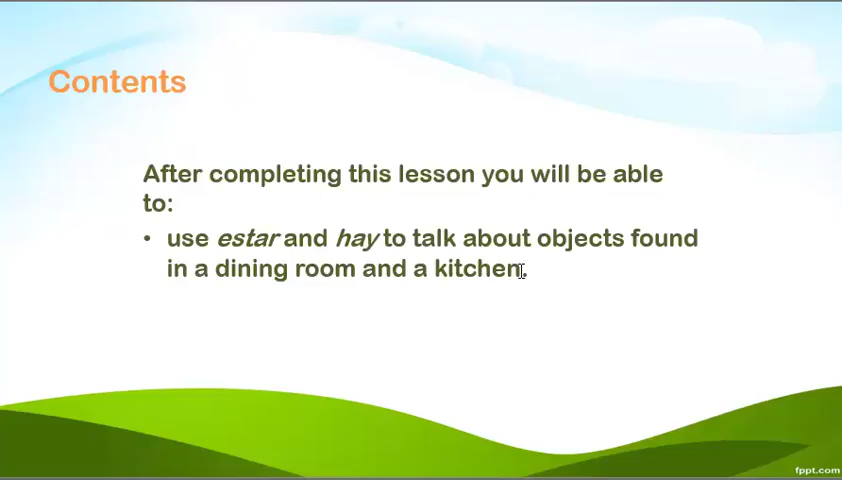 Contents
After completing this lesson you will be able
to:
• use estar and hay to talk about objects found
in a dining room and a kitchen.
fppt.com